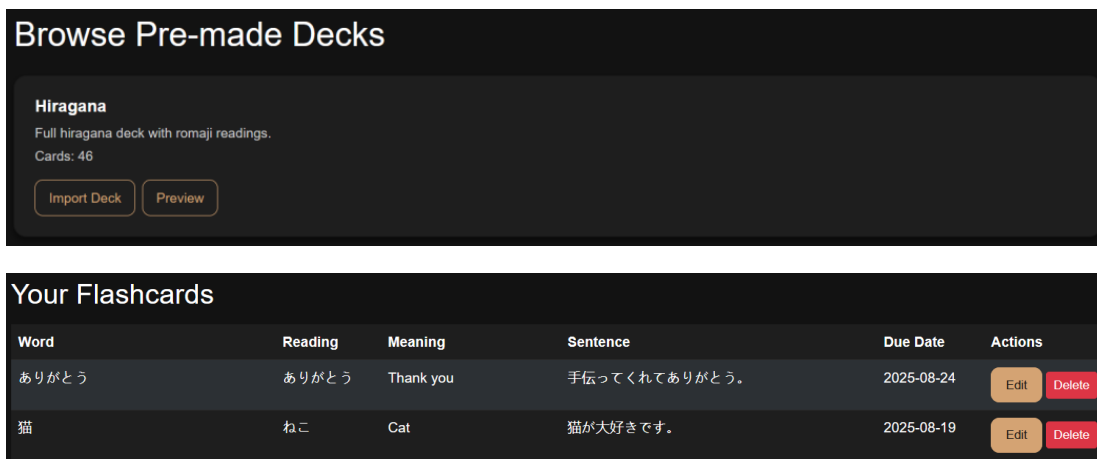 Browse Pre-made Decks
Hiragana
Full hiragana deck with romaji readings.
Cards: 46
Import Deck Preview
Your Flashcards
Word Reading Meaning Sentence Due Date Actions
ありがとう ありがとう Thank you 手伝ってくれてありがとう。 2025-08-24 Edit Delete
猫 ねこ Cat 猫が大好きです。 2025-08-19 Edit Delete